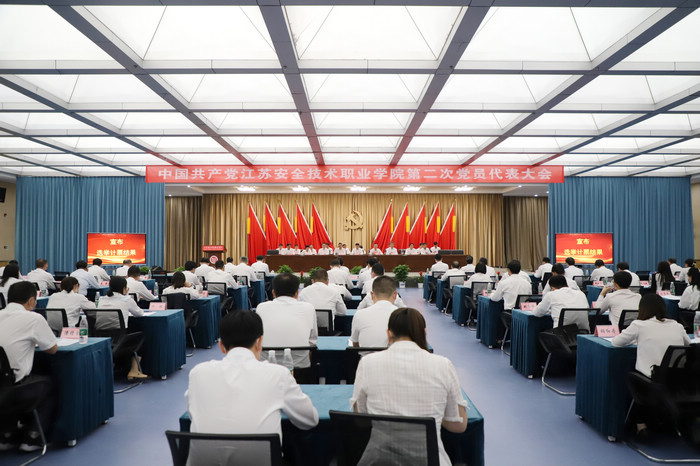 中国共产党江苏安全技术职业学院第二次党员代表大会
宣布
选举计票结果
宣布
选举计票结果